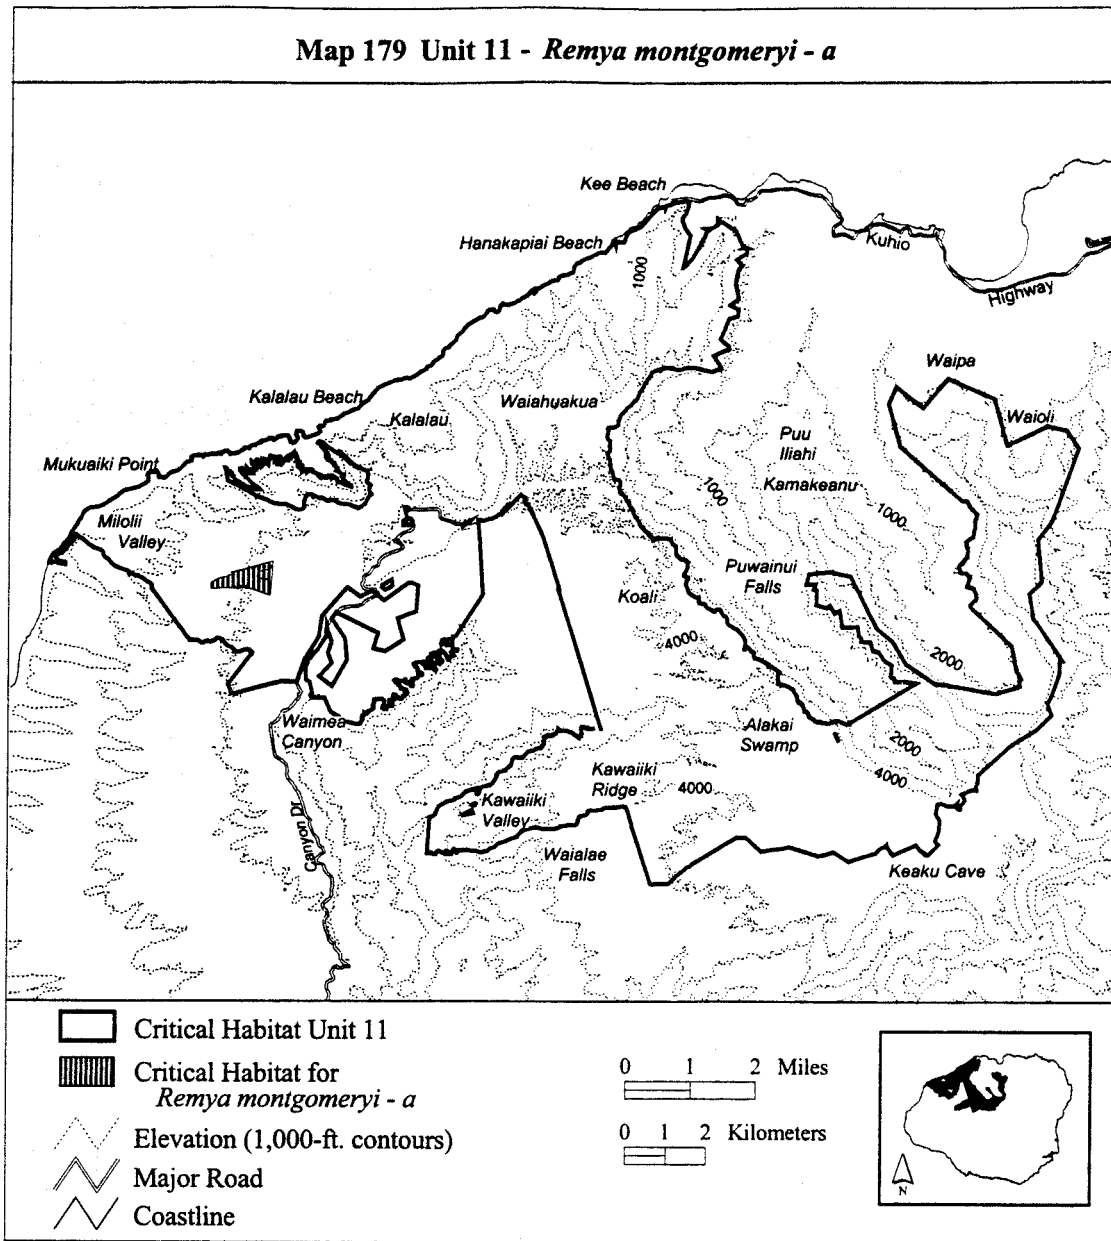 Map 179 Unit 11 - Remya montgomeryi - a
Kee Beach
Hanakapiai Beach
Kuhio
Highway
1000
Waipa
Kalalau Beach
Kalalau
Waiahuakua
Waioli
Puu
Iliahi
Mukuaiki Point
Kamakeanu
1000
1000
Milolii
Valley
Puwainui
Falls
Koali
4000
2000
Waimea
Canyon
Alakai
Swamp
2000
4000
Kawaiiki
Ridge
4000
Kawaiiki
Valley
Canyon Dr
Waialae
Falls
Keaku Cave
Critical Habitat Unit 11
Critical Habitat for
Remya montgomeryi - a
Elevation (1,000-ft. contours)
Major Road
Coastline
0 1 2 Miles
0 1 2 Kilometers
N